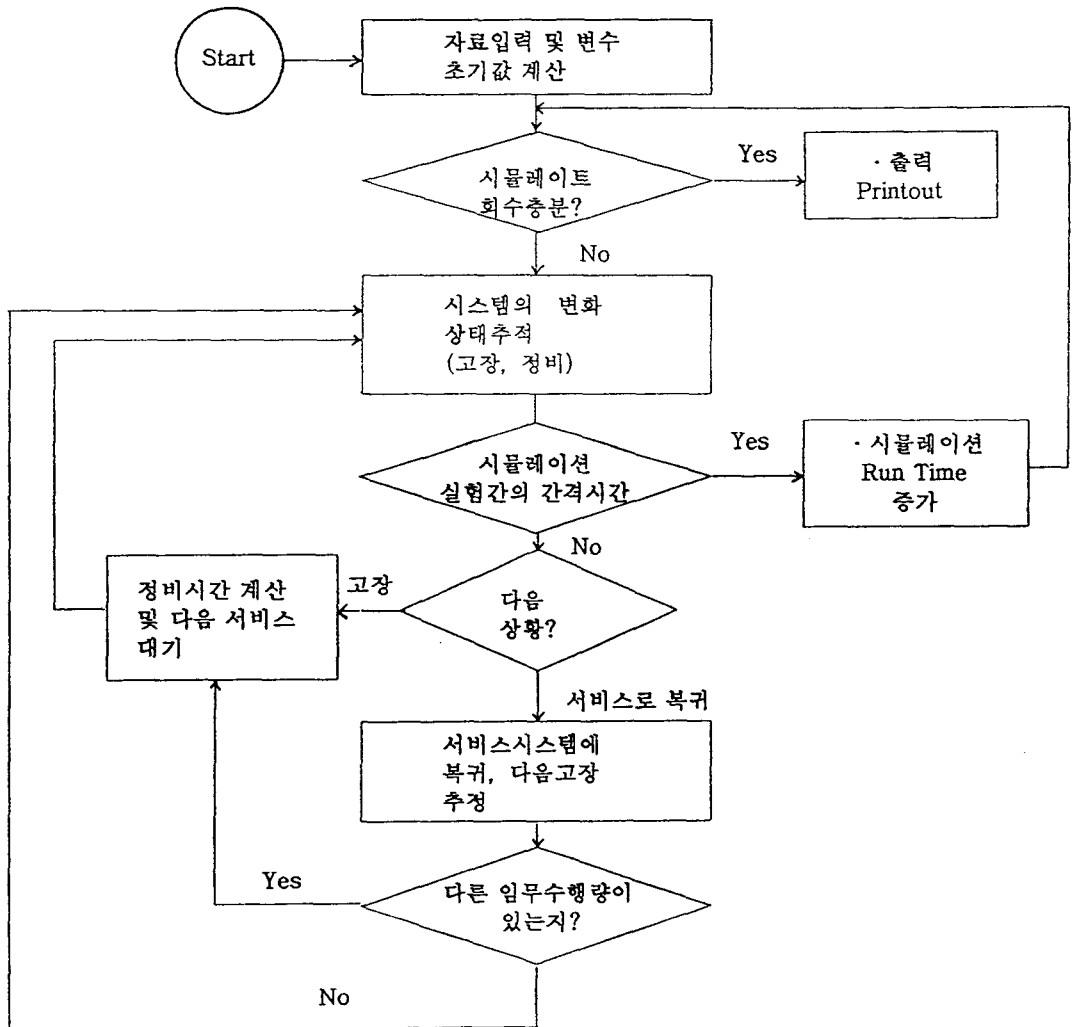 Start
자료입력 및 변수
초기값 계산
시뮬레이트
회수충분?
Yes
· 출력
Printout
No
시스템의 변화
상태추적
(고장, 정비)
시뮬레이션
실험간의 간격시간
Yes
· 시뮬레이션
Run Time
증가
No
다음
상황?
고장
정비시간 계산
및 다음 서비스
대기
서비스로 복귀
서비스시스템에
복귀, 다음고장
추정
다른 임무수행량이
있는지?
Yes
No